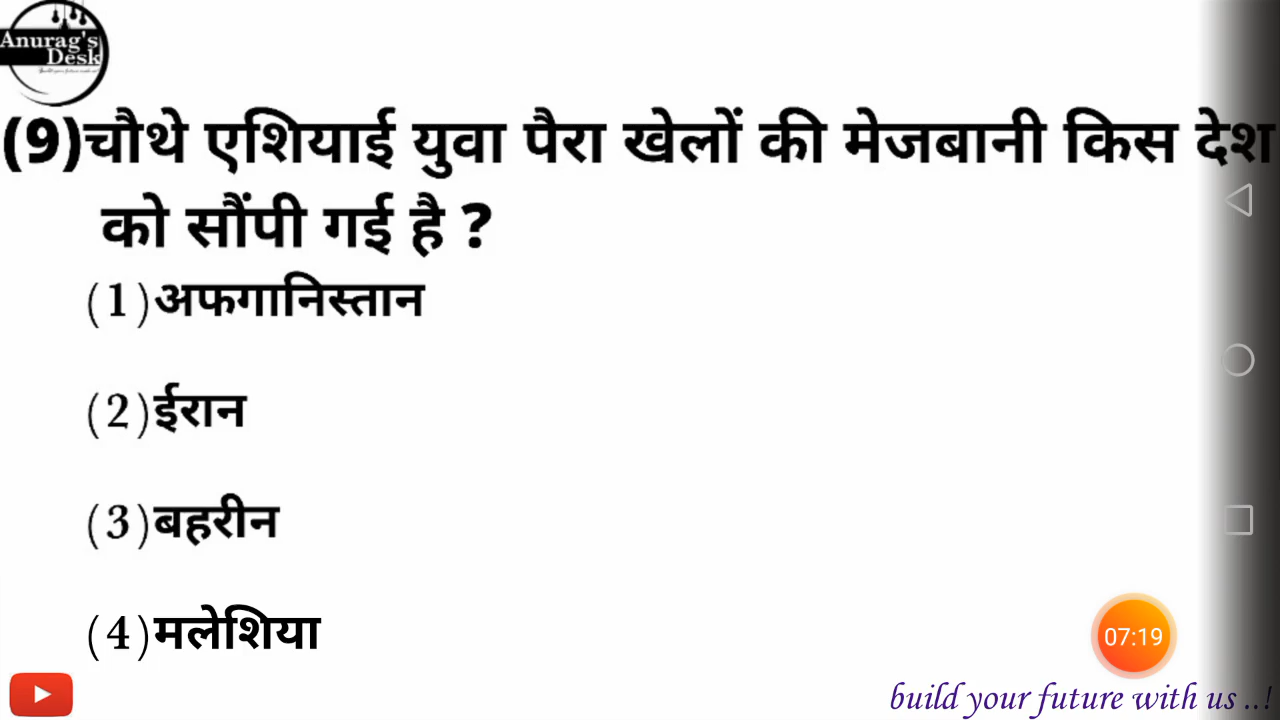 Anurag's
Desk
(9)चौथे एशियाई युवा पैरा खेलों की मेजबानी किस देश
को सौंपी गई है ?
(1)अफगानिस्तान
(2)ईरान
(3)बहरीन
(4)मलेशिया
07:19
build your future with us ..!